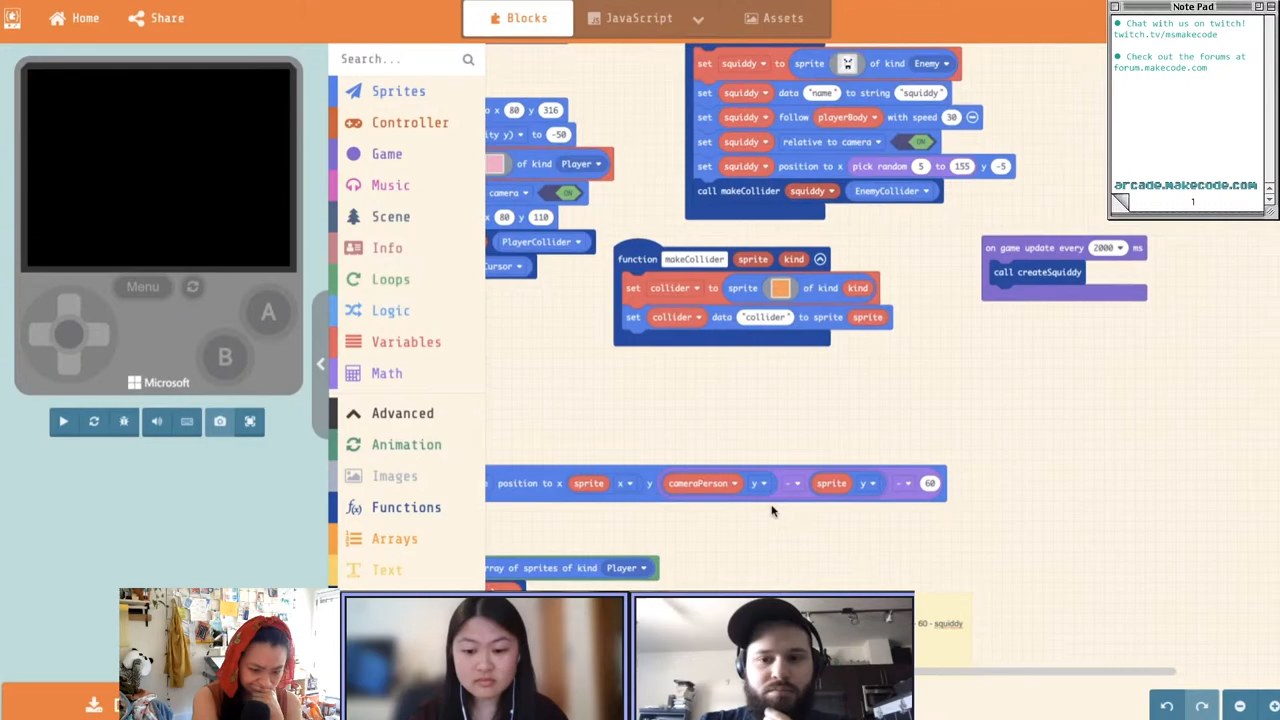 Home
Share
Blocks
JavaScript
Assets
Note Pad
Chat with us on twitch!
twitch.tv/msmakecode
Check out the forums at
forum.makecode.com
arcade.makecode.com
1
Menu
A
B
Microsoft
Search...
Sprites
Controller
Game
Music
Scene
Info
Loops
Logic
Variables
Math
Advanced
Animation
Images
Functions
Arrays
Text
o x 80 y 316
ity y) to -50
of kind Player
camera ON
x 80 y 110
PlayerCollider
Cursor
set squiddy to sprite of kind Enemy
set squiddy data "name" to string "squiddy"
set squiddy follow playerBody with speed 30
set squiddy relative to camera ON
set squiddy position to x pick random 5 to 155 y -5
call makeCollider squiddy EnemyCollider
function makeCollider sprite kind
set collider to sprite of kind kind
set collider data "collider" to sprite sprite
on game update every 2000 ms
call createSquiddy
position to x sprite x y cameraPerson y - sprite y - 60
rray of sprites of kind Player
- 60 - squiddy